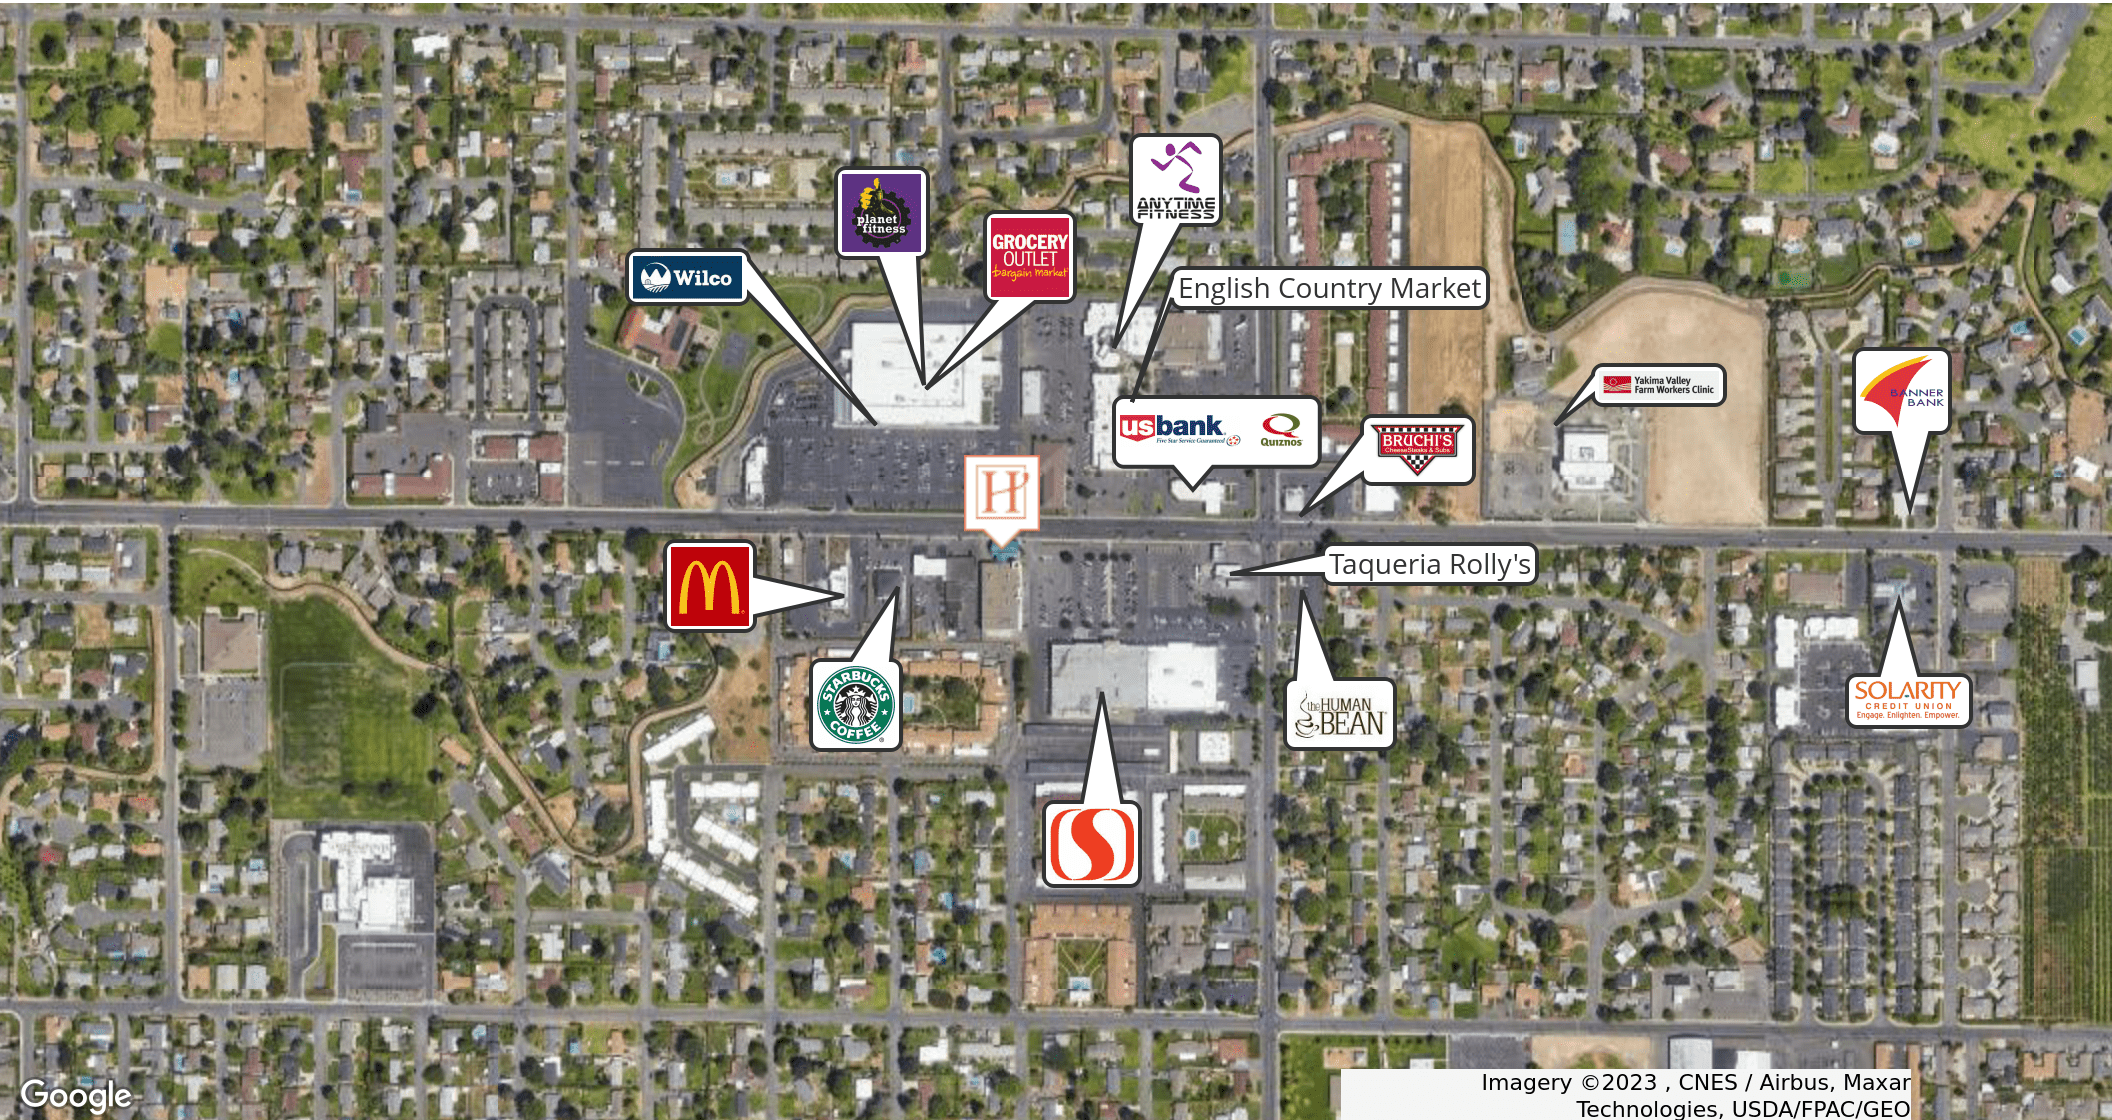 ANYTIME
FITNESS
planet
fitness
GROCERY
OUTLET
bargain market
Wilco
English Country Market
Yakima Valley
Farm Workers Clinic
BANNER
BANK
usbank
Five Star Service Guaranteed
QUIZNOS
BRUCHI'S
CheeseSteaks & Subs
H
Taqueria Rolly's
STARBUCKS
COFFEE
the HUMAN
BEAN
SOLARITY
CREDIT UNION
Engage. Enlighten. Empower.
Google
Imagery ©2023 , CNES / Airbus, Maxar
Technologies, USDA/FPAC/GEO